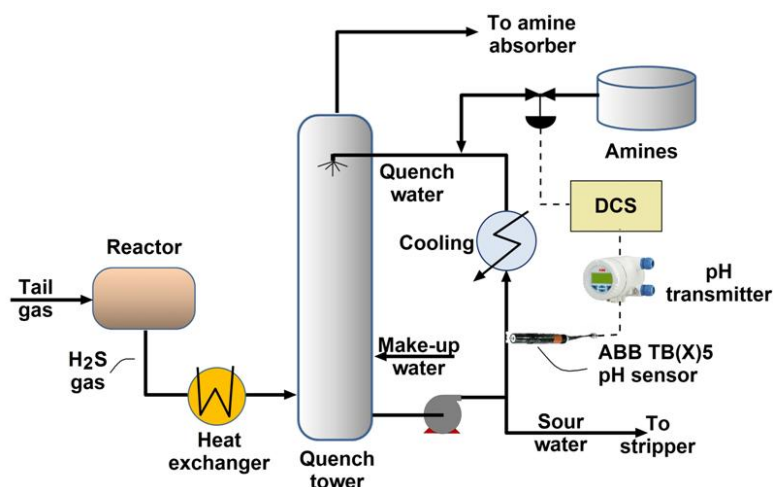 To amine
absorber
Amines
Quench
water
DCS
Cooling
Reactor
pH
transmitter
Tail
gas
H2S
gas
Make-up
water
ABB TB(X)5
pH sensor
Heat
exchanger
Quench
tower
Sour
water
To
stripper